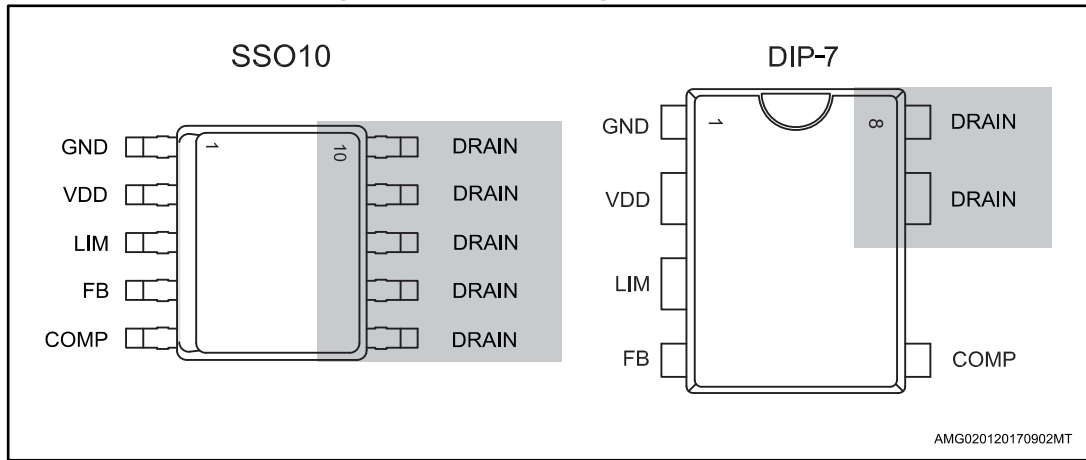 SSO10
GND
VDD
LIM
FB
COMP
1
10
DRAIN
DRAIN
DRAIN
DRAIN
DRAIN
DIP-7
GND
VDD
LIM
FB
1
8
DRAIN
DRAIN
COMP
AMG020120170902MT